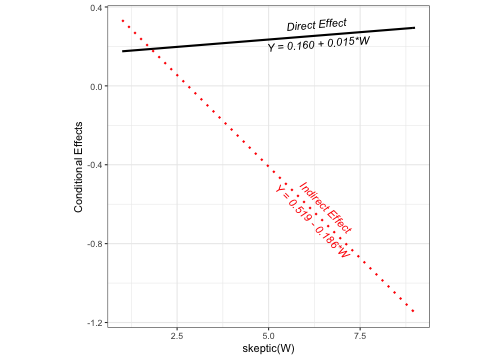 0.4
Direct Effect
Y = 0.160 + 0.015*W
0.0
Conditional Effects
-0.4
Indirect Effect
Y = 0.519 - 0.186*W
-0.8
-1.2
2.5 5.0 7.5
skeptic(W)